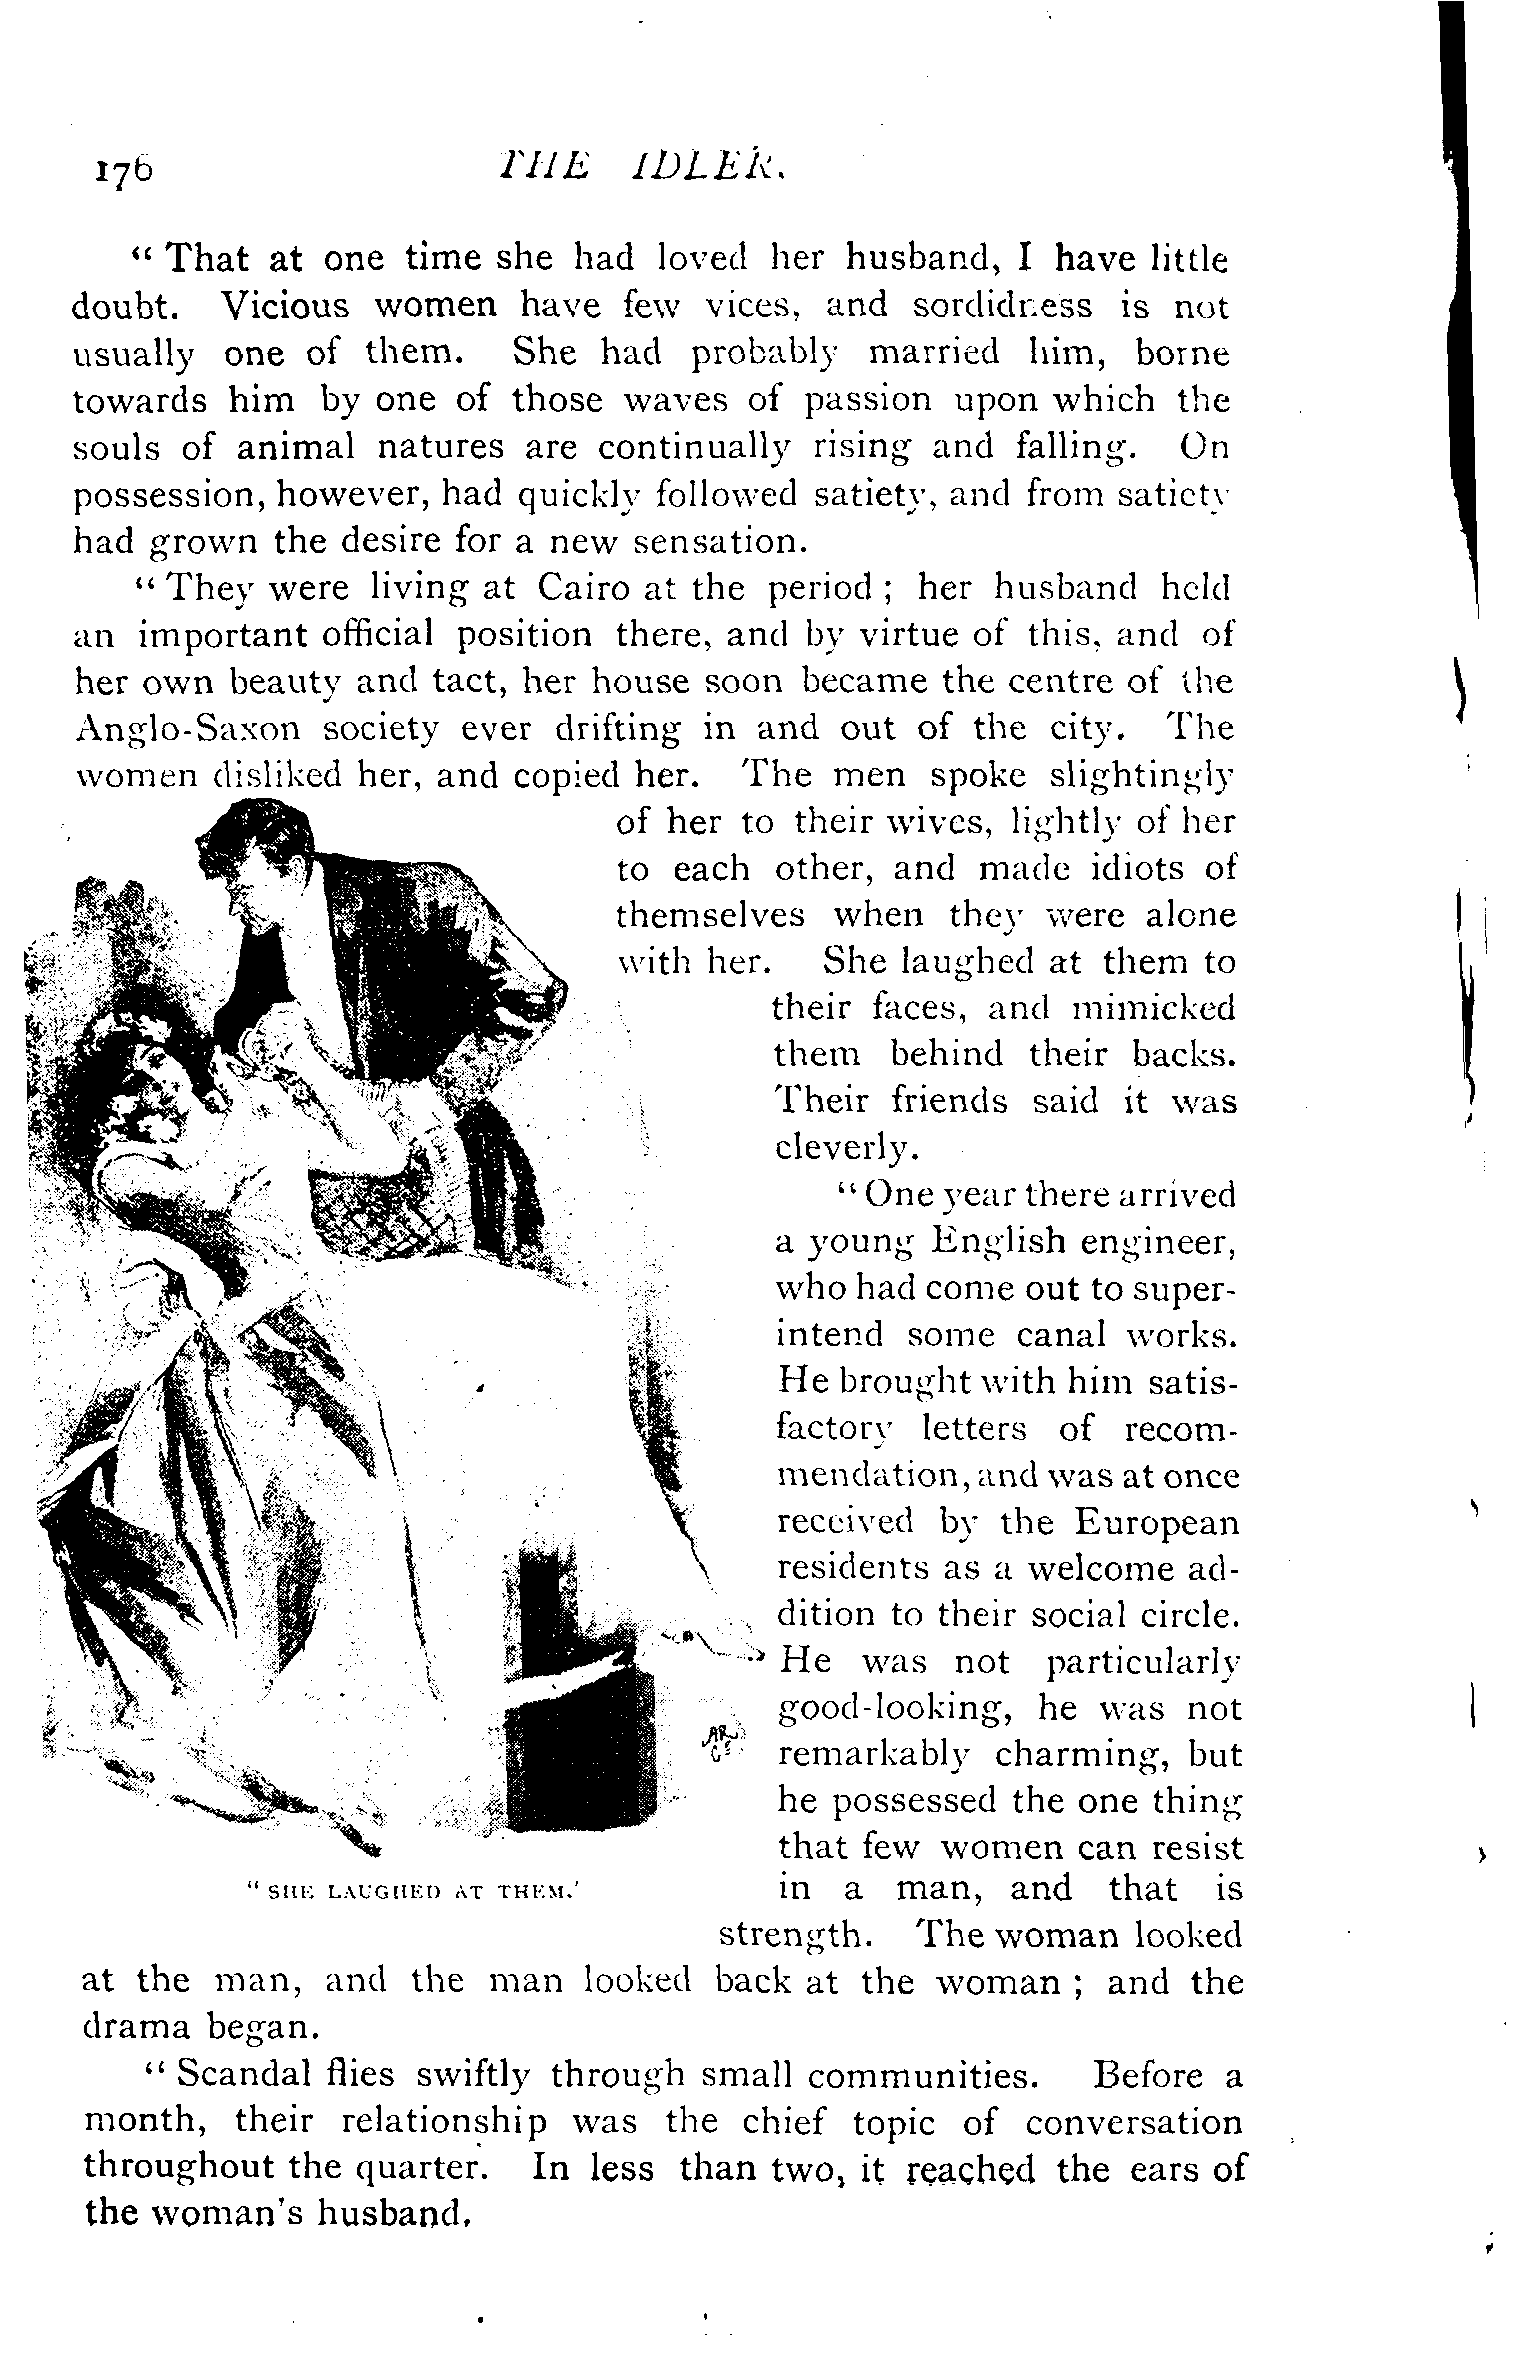 176 THE IDLER.
" That at one time she had loved her husband, I have little
doubt. Vicious women have few vices, and sordidness is not
usually one of them. She had probably married him, borne
towards him by one of those waves of passion upon which the
souls of animal natures are continually rising and falling. On
possession, however, had quickly followed satiety, and from satiety
had grown the desire for a new sensation.
" They were living at Cairo at the period ; her husband held
an important official position there, and by virtue of this, and of
her own beauty and tact, her house soon became the centre of the
Anglo-Saxon society ever drifting in and out of the city. The
women disliked her, and copied her. The men spoke slightingly
of her to their wives, lightly of her
to each other, and made idiots of
themselves when they were alone
with her. She laughed at them to
their faces, and mimicked
them behind their backs.
Their friends said it was
cleverly.
" One year there arrived
a young English engineer,
who had come out to super-
intend some canal works.
He brought with him satis-
factory letters of recom-
mendation, and was at once
received by the European
residents as a welcome ad-
dition to their social circle.
He was not particularly
good-looking, he was not
remarkably charming, but
he possessed the one thing
that few women can resist
in a man, and that is
strength. The woman looked
at the man, and the man looked back at the woman ; and the
drama began.
" Scandal flies swiftly through small communities. Before a
month, their relationship was the chief topic of conversation
throughout the quarter. In less than two, it reached the ears of
the woman's husband.
" SHE LAUGHED AT THEM.'